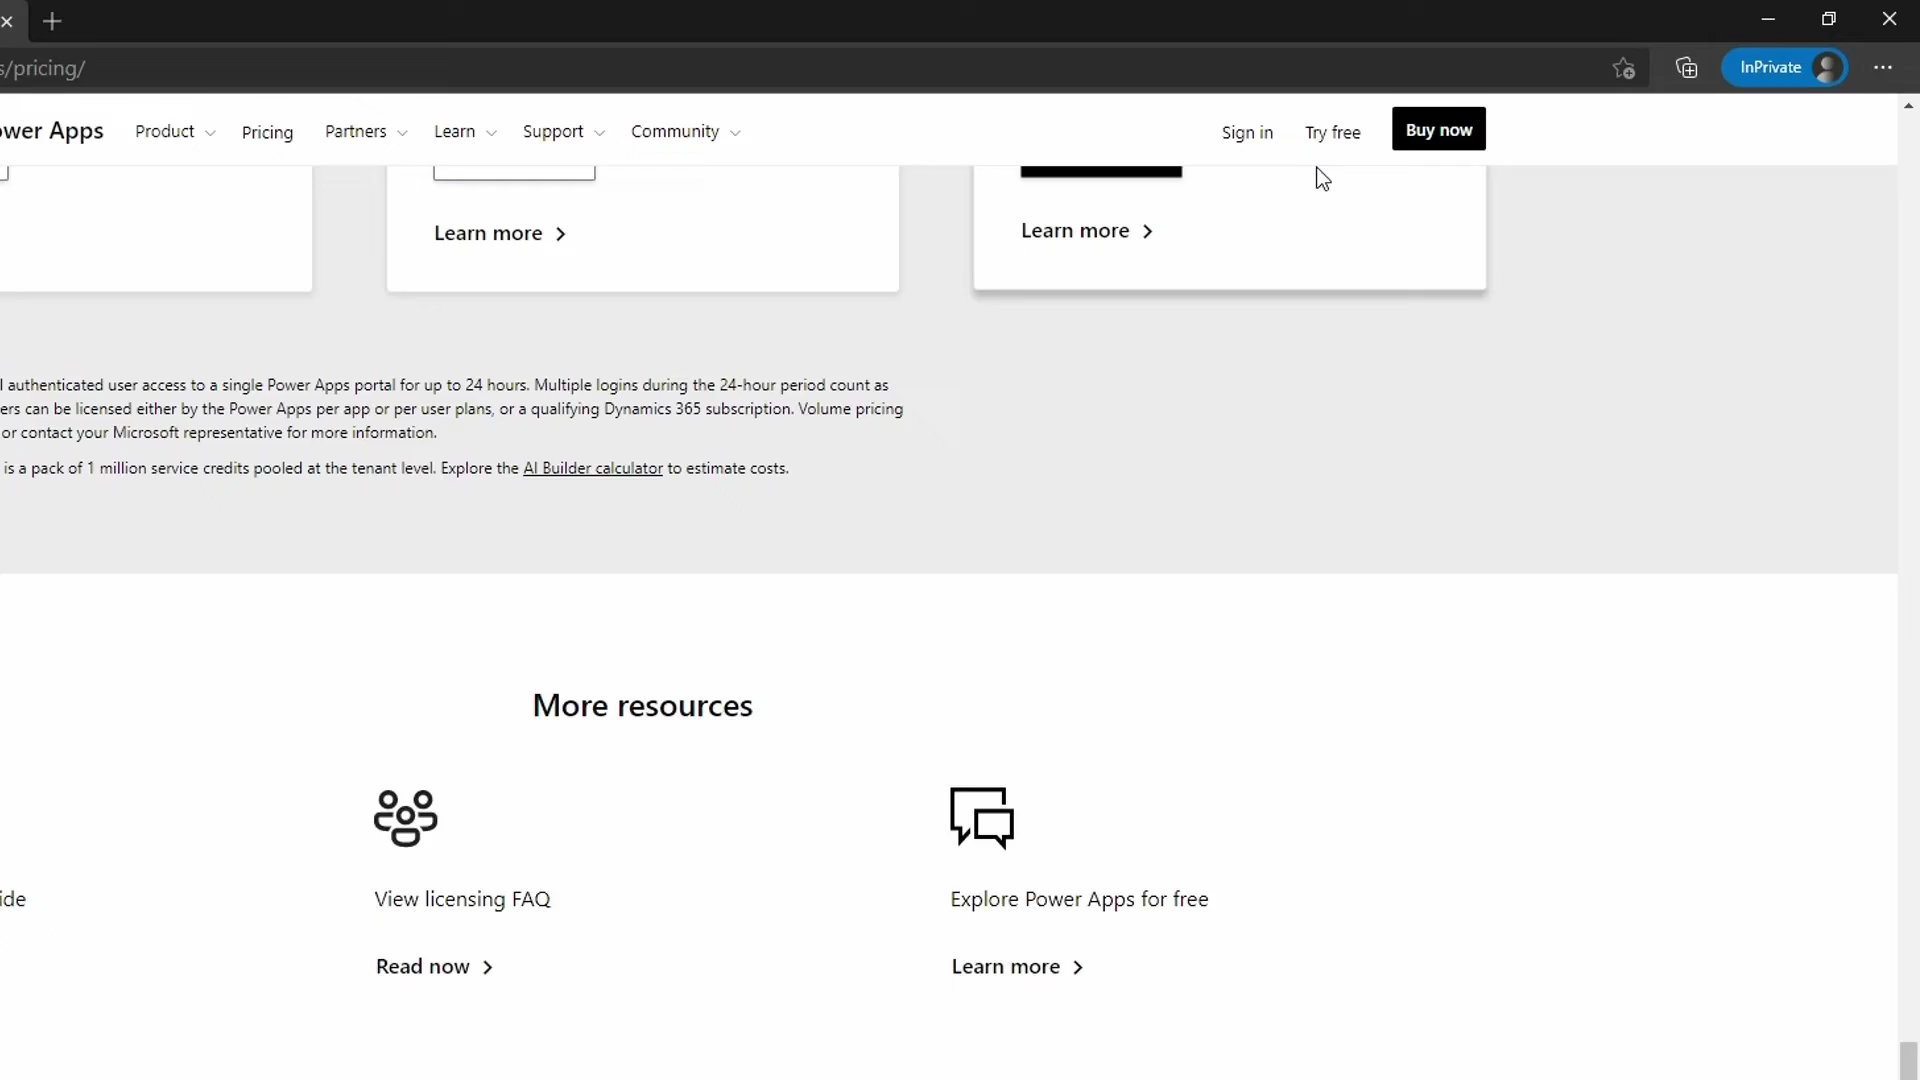 s/pricing/
InPrivate
ower Apps Product Pricing Partners Learn Support Community Sign in Try free Buy now
Learn more
Learn more
l authenticated user access to a single Power Apps portal for up to 24 hours. Multiple logins during the 24-hour period count as
ers can be licensed either by the Power Apps per app or per user plans, or a qualifying Dynamics 365 subscription. Volume pricing
or contact your Microsoft representative for more information.
is a pack of 1 million service credits pooled at the tenant level. Explore the AI Builder calculator to estimate costs.
More resources
ide
View licensing FAQ
Explore Power Apps for free
Read now
Learn more